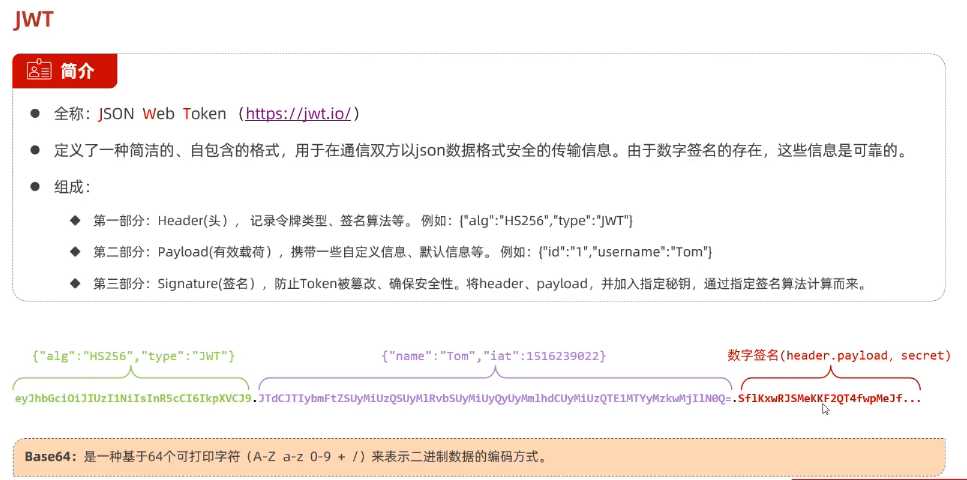 JWT
简介
全称：JSON Web Token （https://jwt.io/）
定义了一种简洁的、自包含的格式，用于在通信双方以json数据格式安全的传输信息。由于数字签名的存在，这些信息是可靠的。
组成：
第一部分：Header(头），记录令牌类型、签名算法等。 例如：{"alg":"HS256","type":"JWT"}
第二部分：Payload(有效载荷），携带一些自定义信息、默认信息等。 例如：{"id":"1","username":"Tom"}
第三部分：Signature(签名），防止Token被篡改、确保安全性。将header、payload，并加入指定秘钥，通过指定签名算法计算而来。
{"alg":"HS256","type":"JWT"} {"name":"Tom","iat":1516239022} 数字签名(header.payload, secret)
eyJhbGciOiJIUzI1NiIsInR5cCI6IkpXVCJ9.JTdCJTIybmFtZSUyMiUzQSUyMlRvbSUyMiUyQyUyMmlhdCUyMiUzQTE1MTYyMzkwMjIlN0Q=.SflKxwRJSMeKKF2QT4fwpMeJf...
Base64：是一种基于64个可打印字符（A-Z a-z 0-9 + /）来表示二进制数据的编码方式。